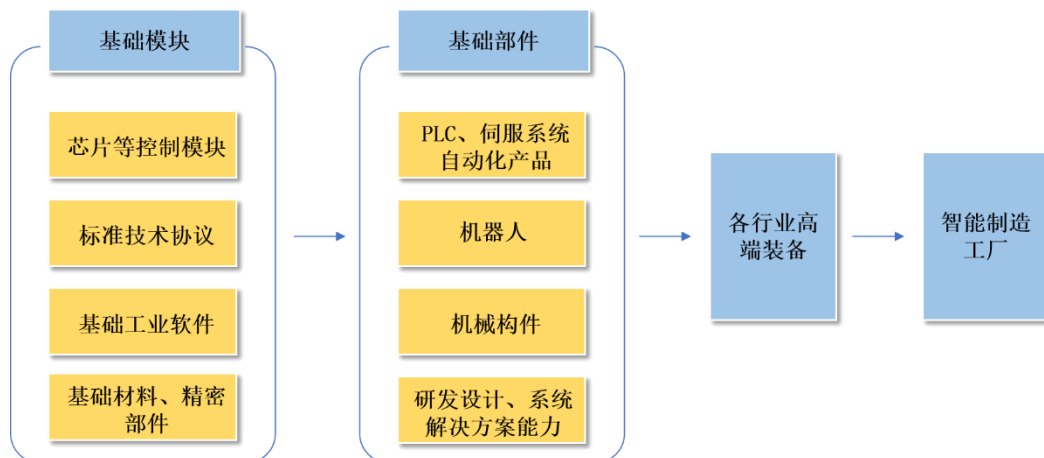 基础模块
芯片等控制模块
标准技术协议
基础工业软件
基础材料、精密
部件
基础部件
PLC、伺服系统
自动化产品
机器人
机械构件
研发设计、系统
解决方案能力
各行业高
端装备
智能制造
工厂